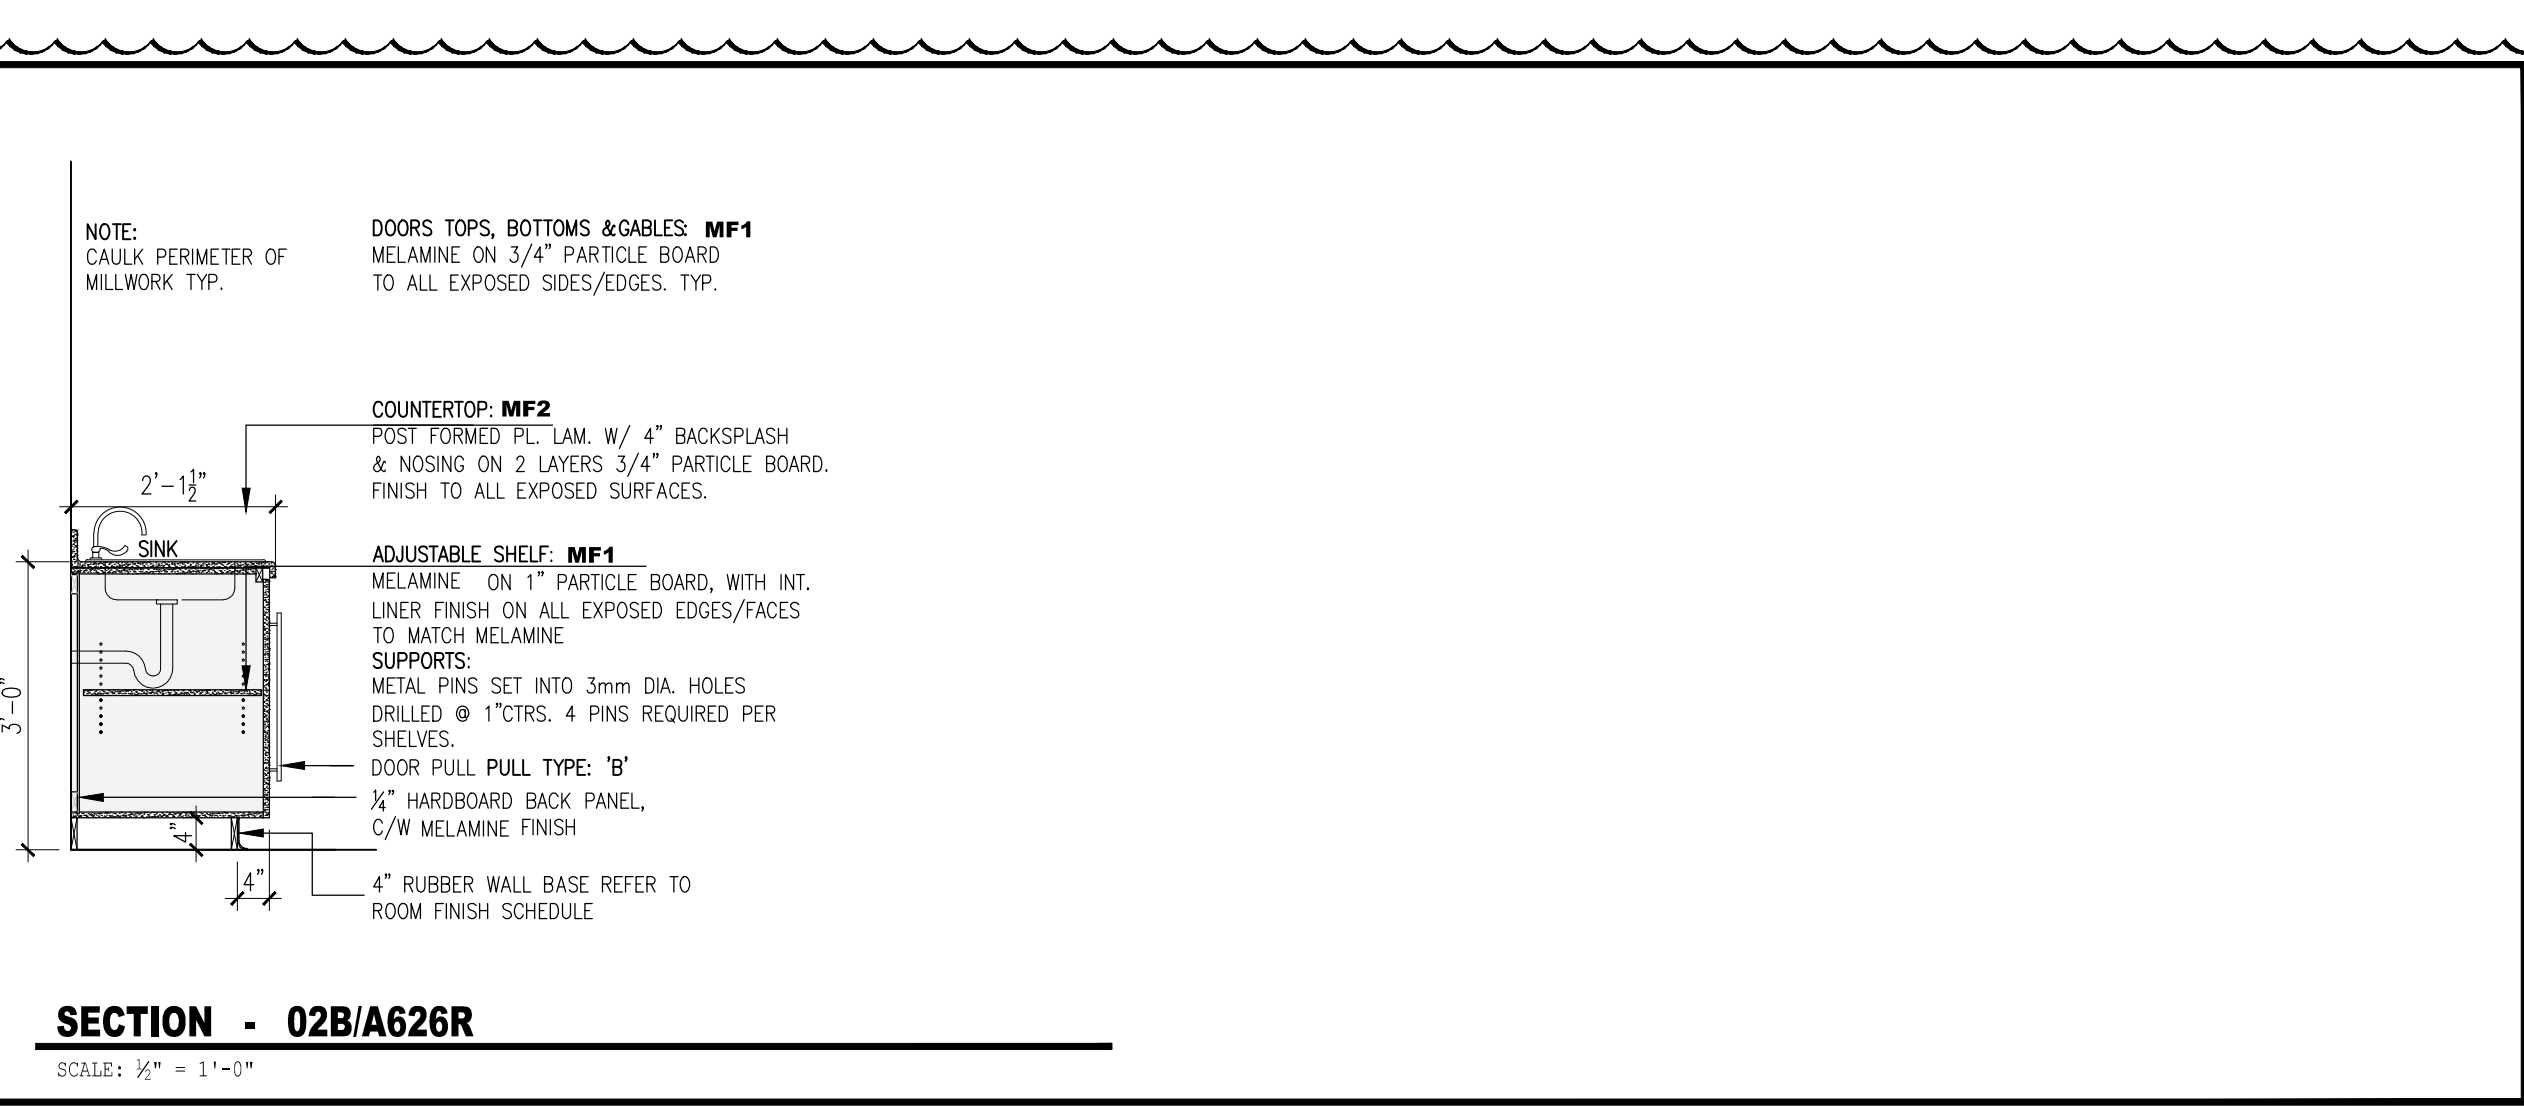 NOTE:
CAULK PERIMETER OF
MILLWORK TYP.
DOORS TOPS, BOTTOMS &GABLES: MF1
MELAMINE ON 3/4" PARTICLE BOARD
TO ALL EXPOSED SIDES/EDGES. TYP.
COUNTERTOP: MF2
POST FORMED PL. LAM. W/ 4" BACKSPLASH
& NOSING ON 2 LAYERS 3/4" PARTICLE BOARD.
FINISH TO ALL EXPOSED SURFACES.
2'-1½"
SINK
3'-0"
ADJUSTABLE SHELF: MF1
MELAMINE ON 1" PARTICLE BOARD, WITH INT.
LINER FINISH ON ALL EXPOSED EDGES/FACES
TO MATCH MELAMINE
SUPPORTS:
METAL PINS SET INTO 3mm DIA. HOLES
DRILLED @ 1"CTRS. 4 PINS REQUIRED PER
SHELVES.
DOOR PULL PULL TYPE: 'B'
¼" HARDBOARD BACK PANEL,
C/W MELAMINE FINISH
4"
4"
4" RUBBER WALL BASE REFER TO
ROOM FINISH SCHEDULE
SECTION - 02B/A626R
SCALE: ½" = 1'-0"